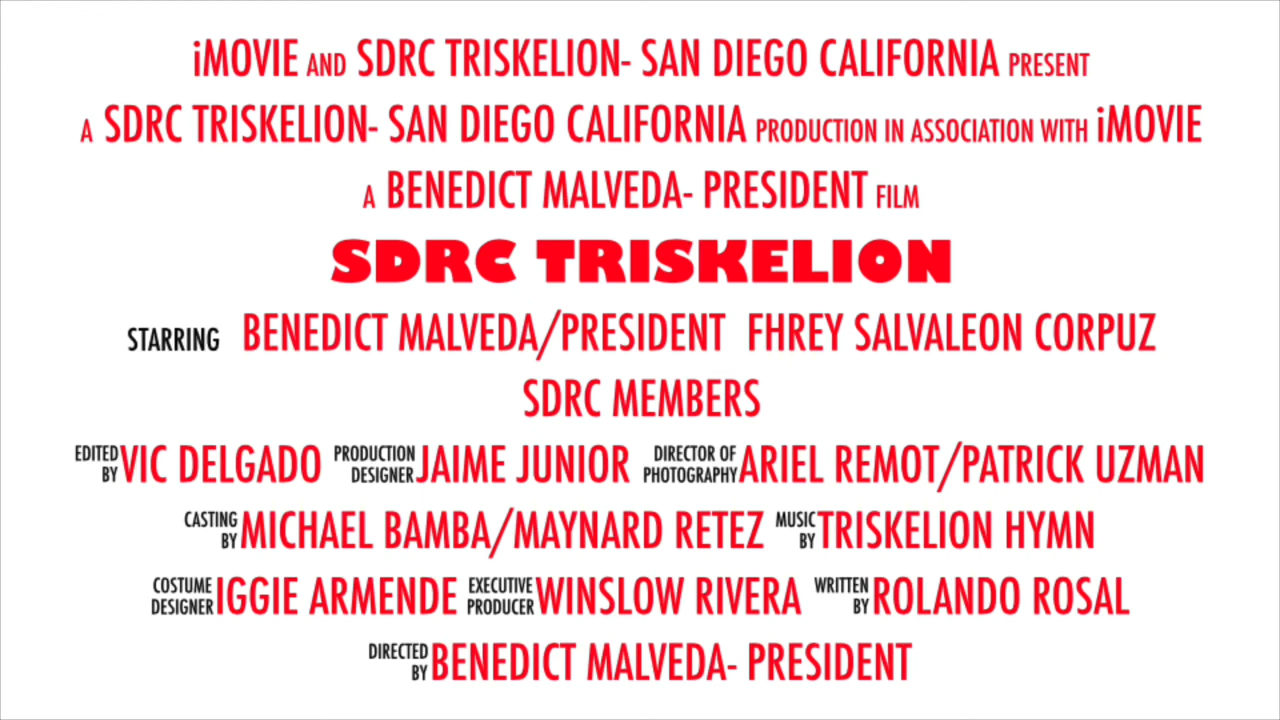 iMOVIE AND SDRC TRISKELION- SAN DIEGO CALIFORNIA PRESENT
A SDRC TRISKELION- SAN DIEGO CALIFORNIA PRODUCTION IN ASSOCIATION WITH iMOVIE
A BENEDICT MALVEDA- PRESIDENT FILM
SDRC TRISKELION
STARRING BENEDICT MALVEDA/PRESIDENT FHREY SALVALEON CORPUZ
SDRC MEMBERS
EDITED BY VIC DELGADO PRODUCTION DESIGNER JAIME JUNIOR DIRECTOR OF PHOTOGRAPHY ARIEL REMOT/PATRICK UZMAN
CASTING BY MICHAEL BAMBA/MAYNARD RETEZ MUSIC BY TRISKELION HYMN
COSTUME DESIGNER IGGIE ARMENDE EXECUTIVE PRODUCER WINSLOW RIVERA WRITTEN BY ROLANDO ROSAL
DIRECTED BY BENEDICT MALVEDA- PRESIDENT